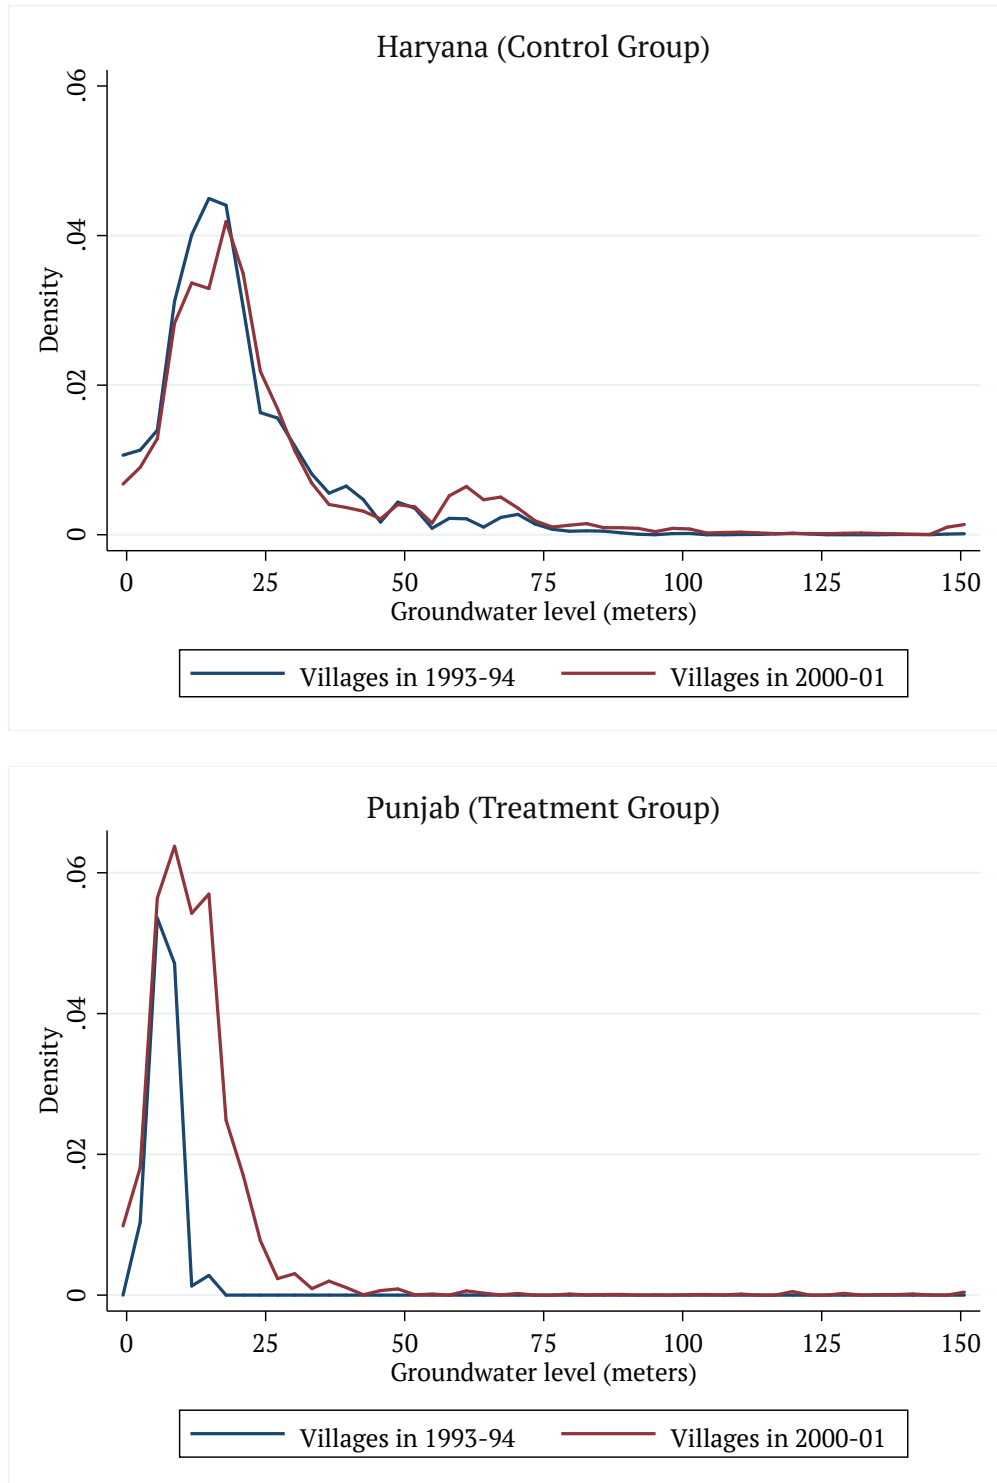 Haryana (Control Group)
.06
.04
.02
0
Density
0 25 50 75 100 125 150
Groundwater level (meters)
Villages in 1993-94 Villages in 2000-01
Punjab (Treatment Group)
.06
.04
.02
0
Density
0 25 50 75 100 125 150
Groundwater level (meters)
Villages in 1993-94 Villages in 2000-01